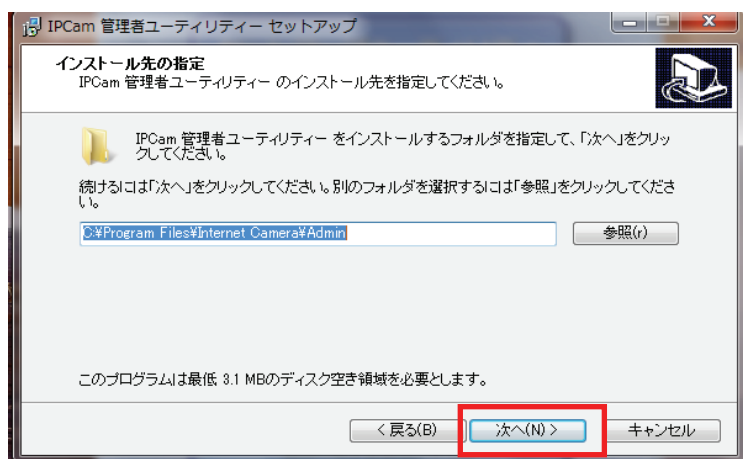 IPCam 管理者ユーティリティー セットアップ
インストール先の指定
IPCam 管理者ユーティリティー のインストール先を指定してください。
IPCam 管理者ユーティリティー をインストールするフォルダを指定して、「次へ」をクリッ
クしてください。
続けるには「次へ」をクリックしてください。別のフォルダを選択するには「参照」をクリックしてくださ
い。
C:¥Program Files¥Internet Camera¥Admin
参照(r)
このプログラムは最低 3.1 MBのディスク空き領域を必要とします。
< 戻る(B) 次へ(N) > キャンセル